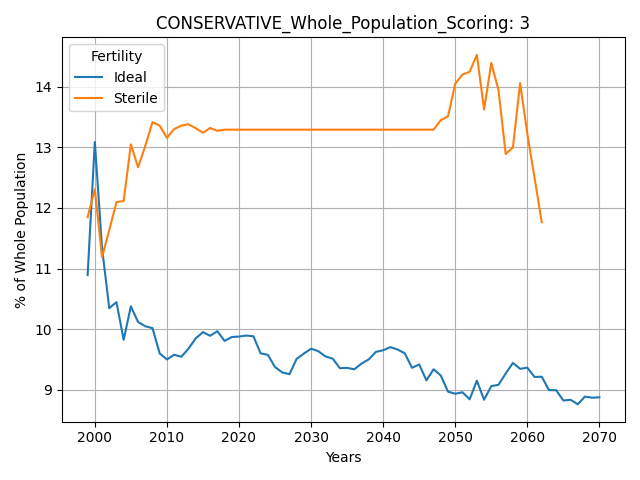 CONSERVATIVE_Whole_Population_Scoring: 3
Fertility
Ideal
Sterile
% of Whole Population
14
13
12
11
10
9
2000 2010 2020 2030 2040 2050 2060 2070
Years